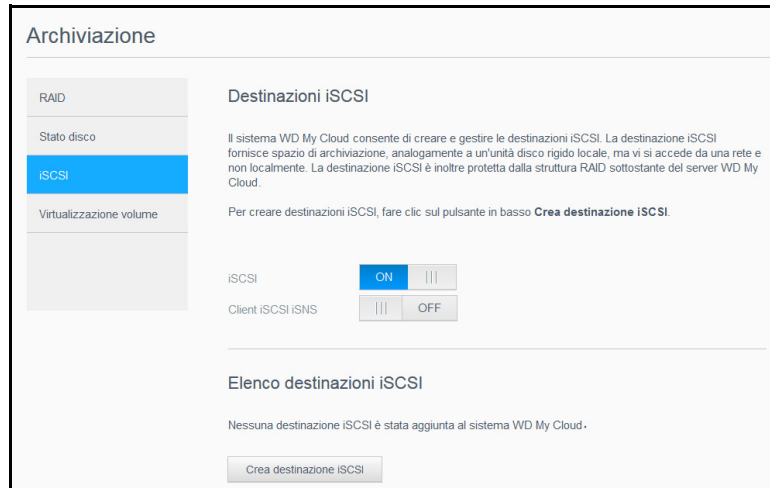 Archiviazione
RAID
Stato disco
iSCSI
Virtualizzazione volume
Destinazioni iSCSI
Il sistema WD My Cloud consente di creare e gestire le destinazioni iSCSI. La destinazione iSCSI
fornisce spazio di archiviazione, analogamente a un'unità disco rigido locale, ma vi si accede da una rete e
non localmente. La destinazione iSCSI è inoltre protetta dalla struttura RAID sottostante del server WD My
Cloud.
Per creare destinazioni iSCSI, fare clic sul pulsante in basso Crea destinazione iSCSI.
iSCSI ON
Client iSCSI iSNS OFF
Elenco destinazioni iSCSI
Nessuna destinazione iSCSI è stata aggiunta al sistema WD My Cloud.
Crea destinazione iSCSI